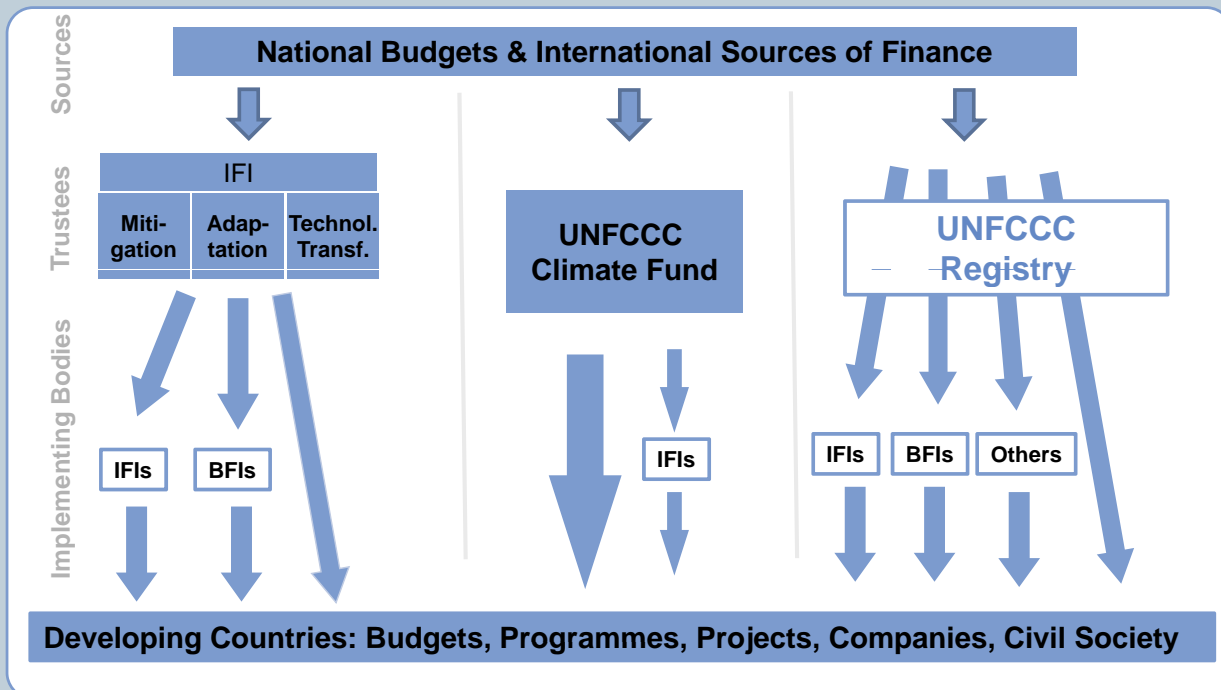 Sources
National Budgets & International Sources of Finance
Trustees
IFI
Miti-
gation
Adap-
tation
Technol.
Transf.
UNFCCC
Climate Fund
UNFCCC
Registry
Implementing Bodies
IFIs
BFIs
IFIs
IFIs
BFIs
Others
Developing Countries: Budgets, Programmes, Projects, Companies, Civil Society